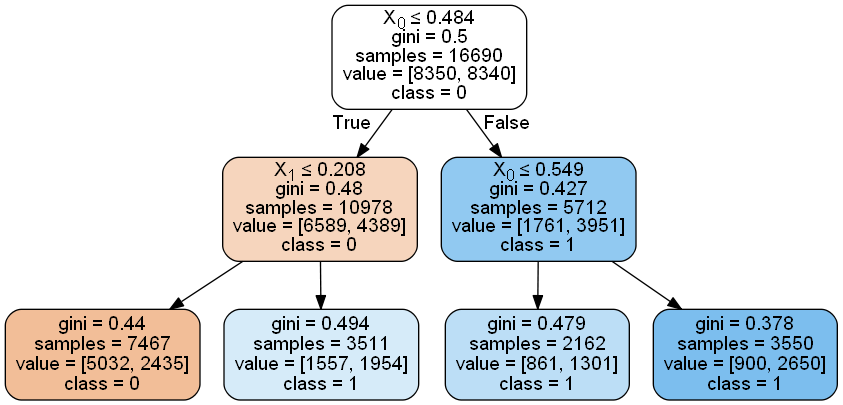 X0 ≤ 0.484
gini = 0.5
samples = 16690
value = [8350, 8340]
class = 0
True
False
X1 ≤ 0.208
gini = 0.48
samples = 10978
value = [6589, 4389]
class = 0
X0 ≤ 0.549
gini = 0.427
samples = 5712
value = [1761, 3951]
class = 1
gini = 0.44
samples = 7467
value = [5032, 2435]
class = 0
gini = 0.494
samples = 3511
value = [1557, 1954]
class = 1
gini = 0.479
samples = 2162
value = [861, 1301]
class = 1
gini = 0.378
samples = 3550
value = [900, 2650]
class = 1